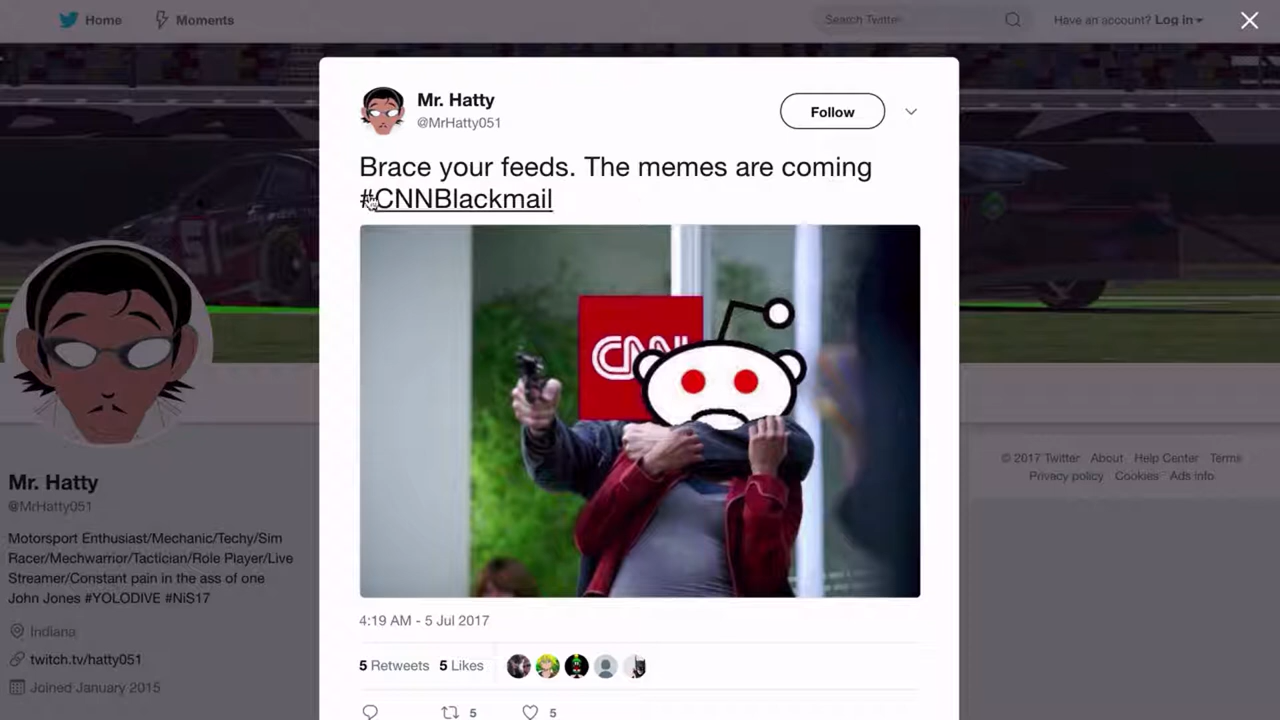 Home Moments Search Twitter Have an account? Log in
Mr. Hatty
@MrHatty051
Follow
Brace your feeds. The memes are coming
#CNNBlackmail
CNN
51
4:19 AM - 5 Jul 2017
5 Retweets 5 Likes
5 5
Mr. Hatty
@MrHatty051
Motorsport Enthusiast/Mechanic/Techy/Sim
Racer/Mechwarrior/Tactician/Role Player/Live
Streamer/Constant pain in the ass of one
John Jones #YOLODIVE #NiS17
Indiana
twitch.tv/hatty051
Joined January 2015
© 2017 Twitter About Help Center Terms
Privacy policy Cookies Ads info